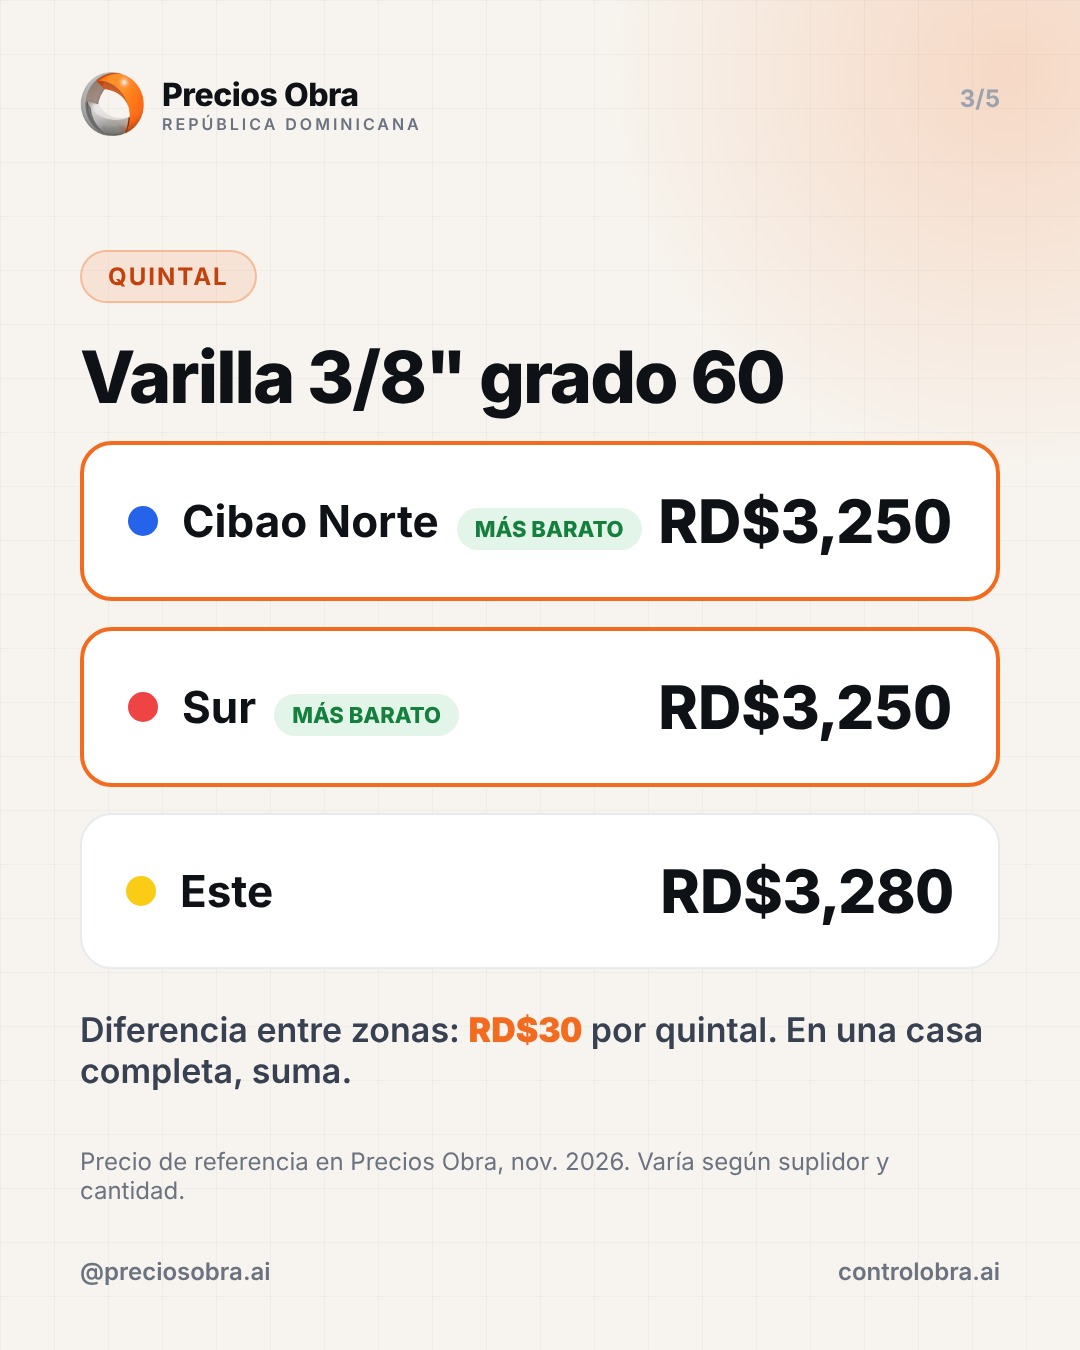 Precios Obra
REPÚBLICA DOMINICANA
3/5
QUINTAL
Varilla 3/8" grado 60
Cibao Norte MÁS BARATO RD$3,250
Sur MÁS BARATO RD$3,250
Este RD$3,280
Diferencia entre zonas: RD$30 por quintal. En una casa
completa, suma.
Precio de referencia en Precios Obra, nov. 2026. Varía según suplidor y
cantidad.
@preciosobra.ai controlobra.ai